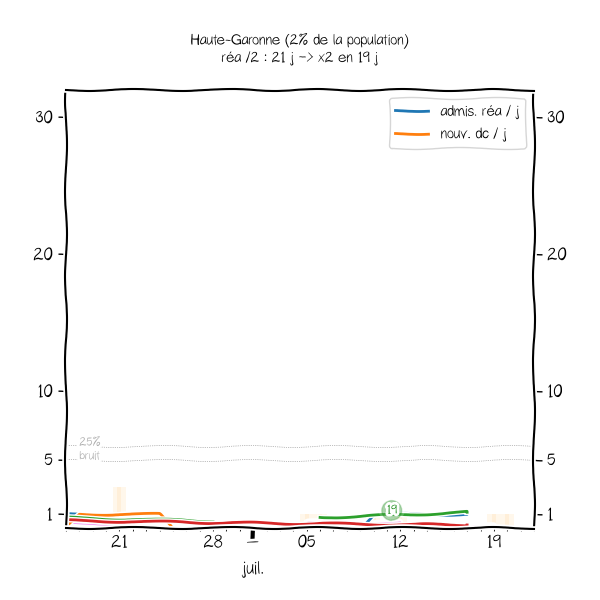 Haute-Garonne (2% de la population)
réa /2 : 21 j -> x2 en 19 j
admis. réa / j
nouv. dc / j
30 30
20 20
10 10
25%
bruit
5 5
19
1 1
21 28 1 05 12 19
juil.